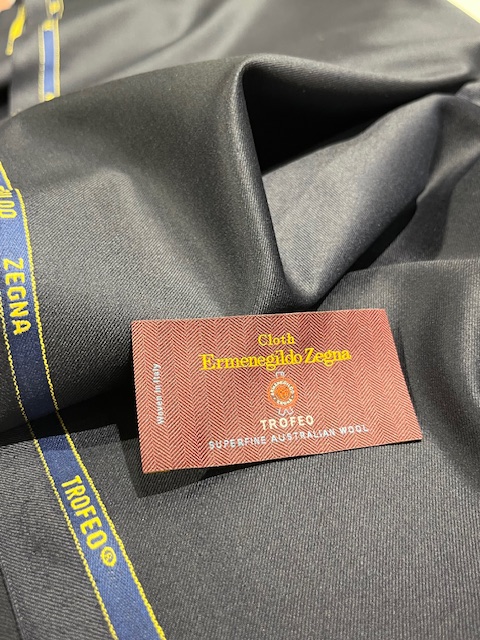 ZEGNA
TROFEO®
Woven in Italy
Cloth
Ermenegildo Zegna
TROFEO
SUPERFINE AUSTRALIAN WOOL